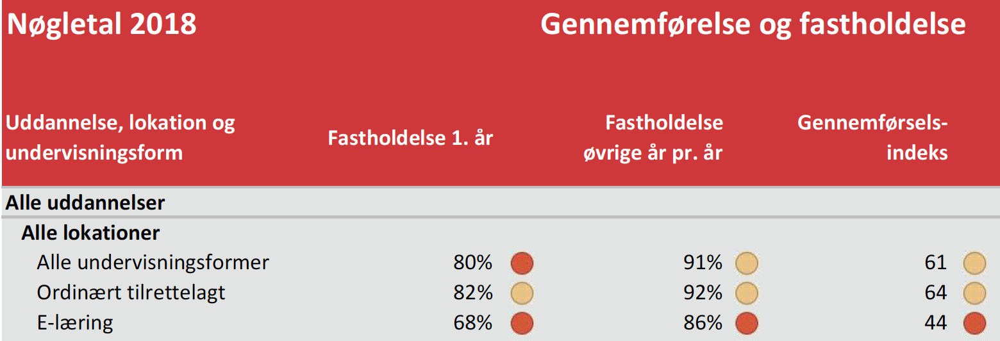 Nøgletal 2018 Gennemførelse og fastholdelse
Uddannelse, lokation og
undervisningsform
Fastholdelse 1. år
Fastholdelse
øvrige år pr. år
Gennemførsels-
indeks
Alle uddannelser
Alle lokationer
Alle undervisningsformer 80% 91% 61
Ordinært tilrettelagt 82% 92% 64
E-læring 68% 86% 44